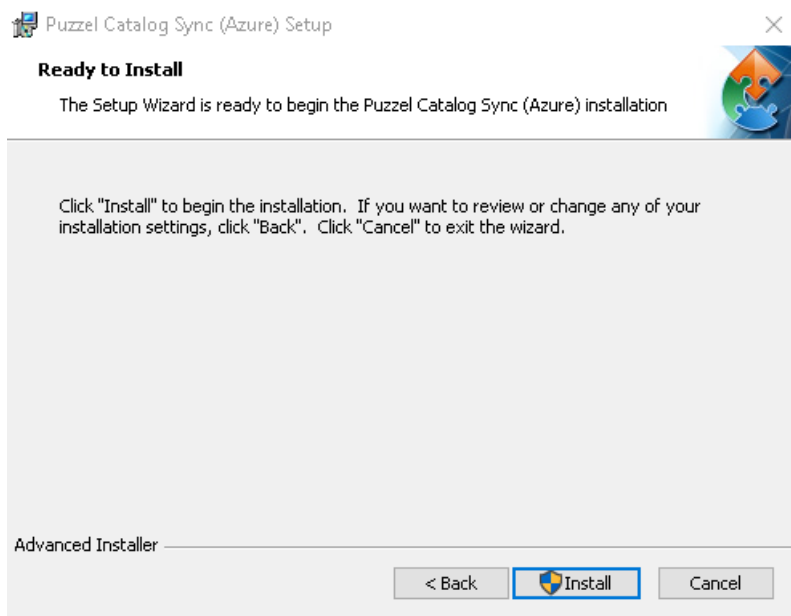 Puzzel Catalog Sync (Azure) Setup
Ready to Install
The Setup Wizard is ready to begin the Puzzel Catalog Sync (Azure) installation
Click "Install" to begin the installation.  If you want to review or change any of your
installation settings, click "Back".  Click "Cancel" to exit the wizard.
Advanced Installer
< Back
Install
Cancel